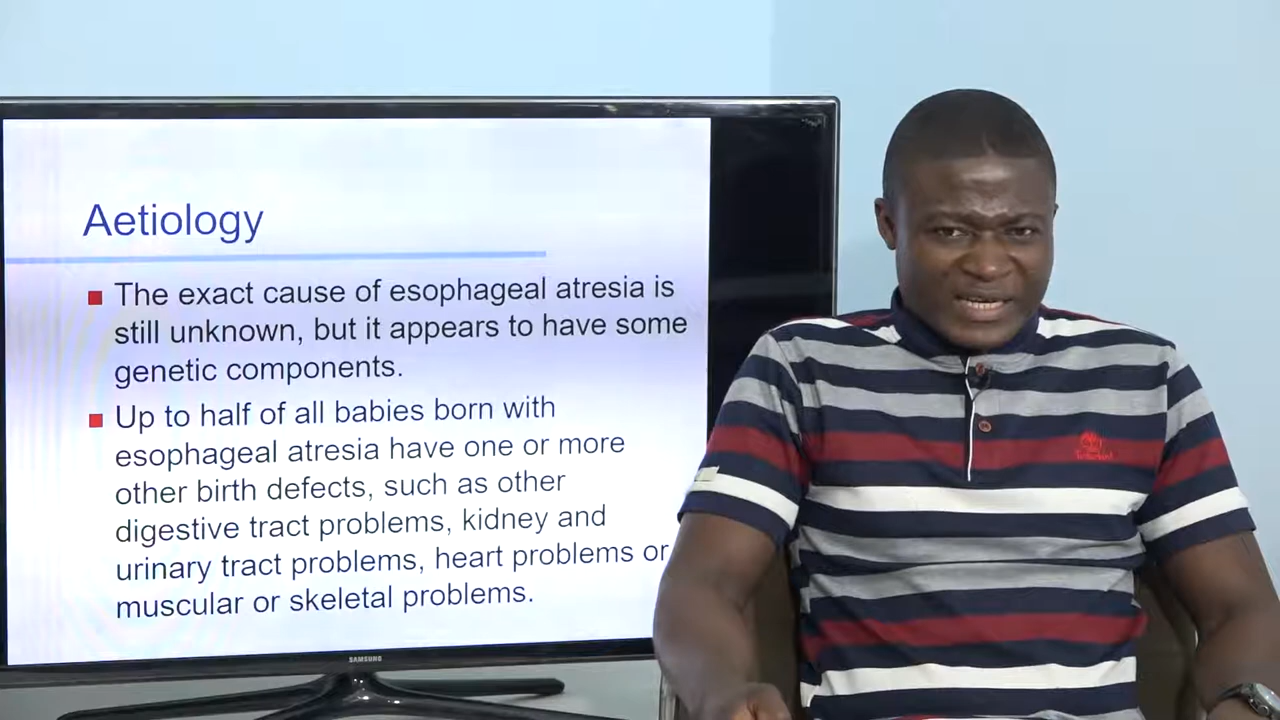 Aetiology
The exact cause of esophageal atresia is
still unknown, but it appears to have some
genetic components.
Up to half of all babies born with
esophageal atresia have one or more
other birth defects, such as other
digestive tract problems, kidney and
urinary tract problems, heart problems or
muscular or skeletal problems.
SAMSUNG
Timberland